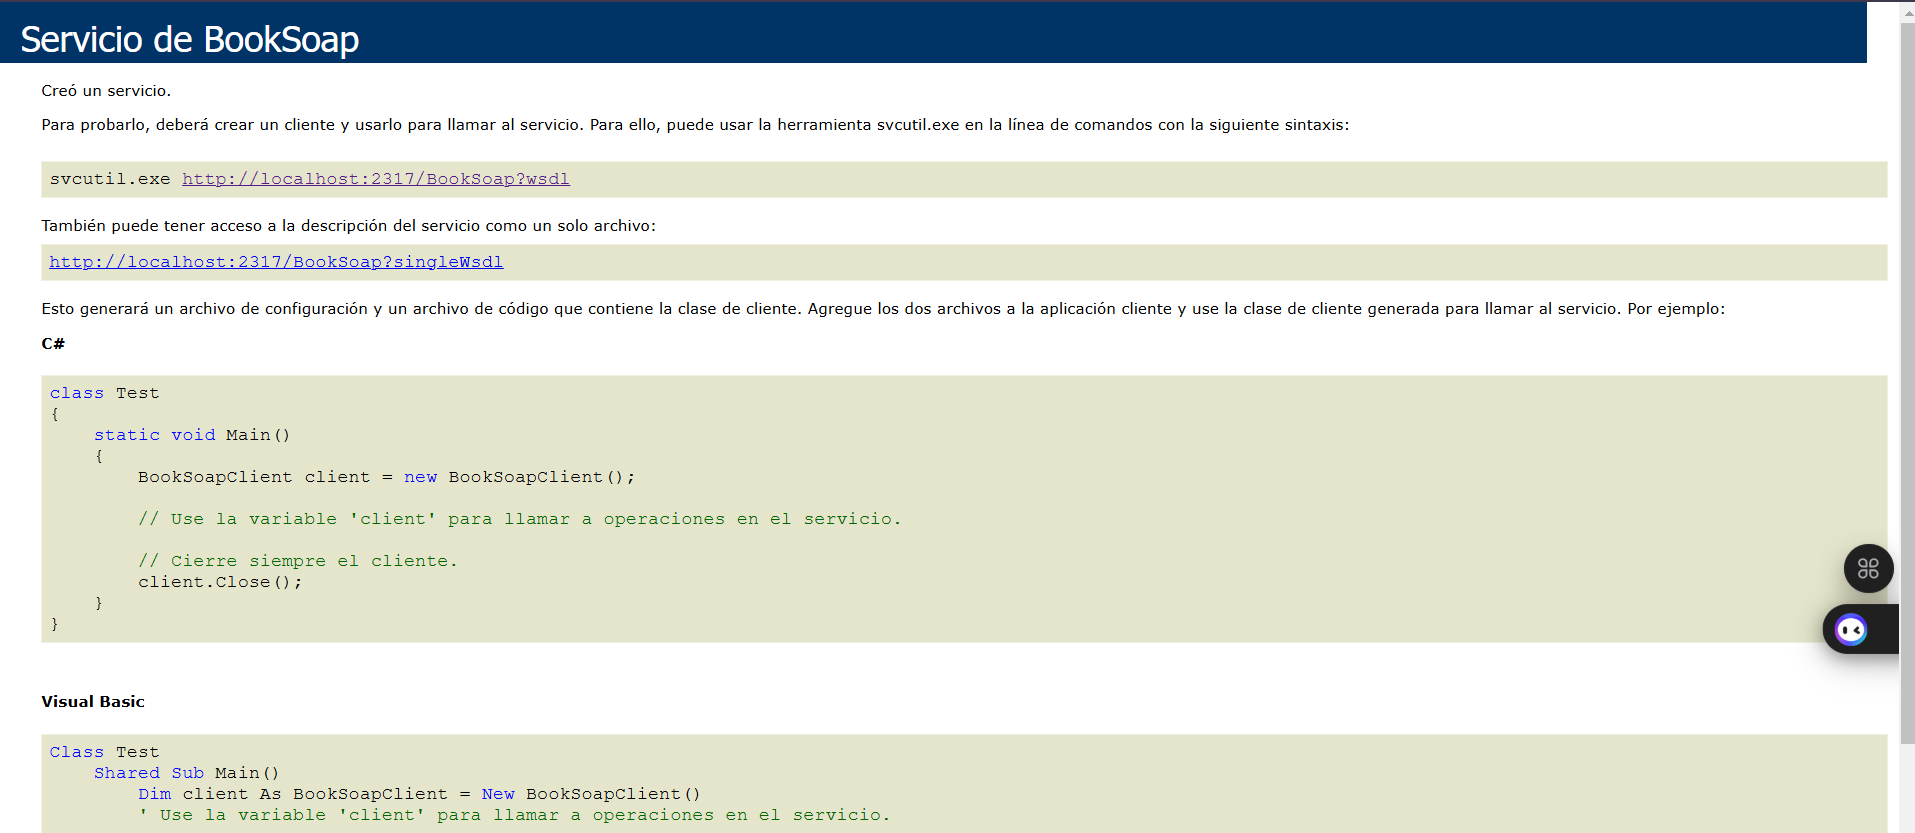 Servicio de BookSoap
Creó un servicio.
Para probarlo, deberá crear un cliente y usarlo para llamar al servicio. Para ello, puede usar la herramienta svcutil.exe en la línea de comandos con la siguiente sintaxis:
svcutil.exe http://localhost:2317/BookSoap?wsdl
También puede tener acceso a la descripción del servicio como un solo archivo:
http://localhost:2317/BookSoap?singleWsdl
Esto generará un archivo de configuración y un archivo de código que contiene la clase de cliente. Agregue los dos archivos a la aplicación cliente y use la clase de cliente generada para llamar al servicio. Por ejemplo:
C#
class Test
{
    static void Main()
    {
        BookSoapClient client = new BookSoapClient();
        // Use la variable 'client' para llamar a operaciones en el servicio.
        // Cierre siempre el cliente.
        client.Close();
    }
}
Visual Basic
Class Test
    Shared Sub Main()
        Dim client As BookSoapClient = New BookSoapClient()
        ' Use la variable 'client' para llamar a operaciones en el servicio.